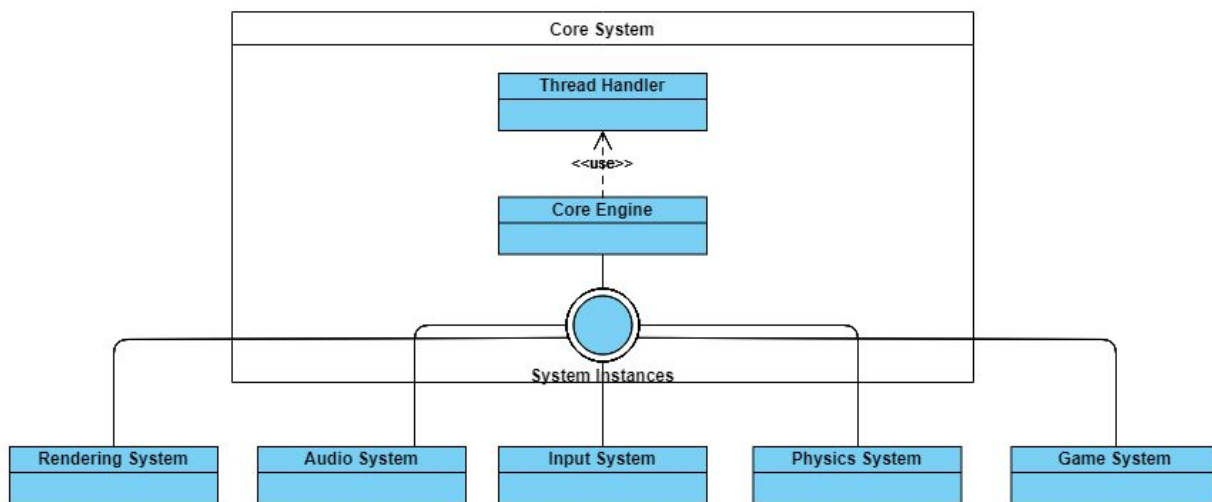 Core System
Thread Handler
<<use>>
Core Engine
System Instances
Rendering System
Audio System
Input System
Physics System
Game System